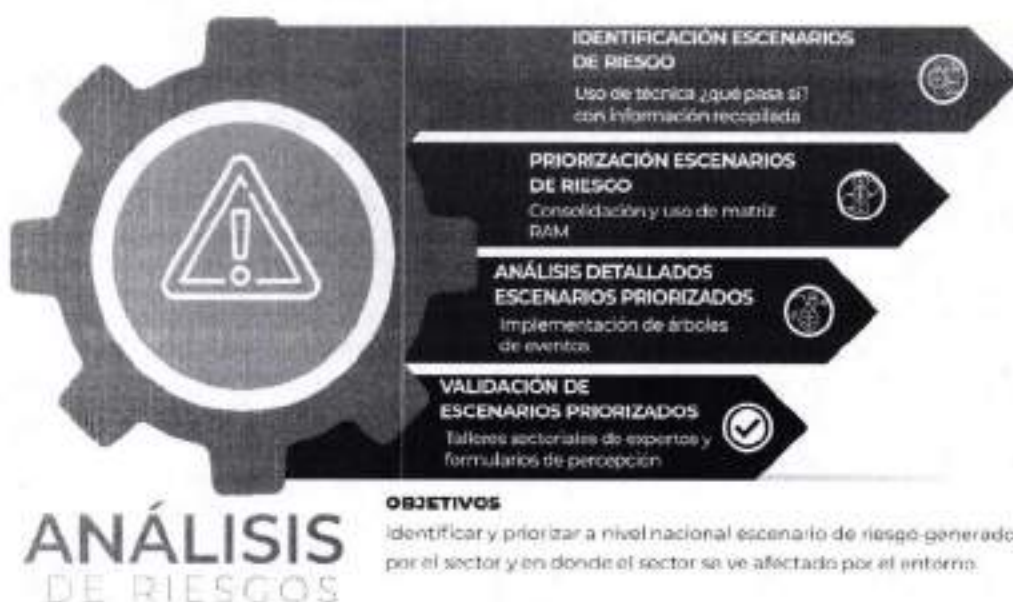 IDENTIFICACIÓN ESCENARIOS
DE RIESGO
Uso de técnica ¿qué pasa si?
con información recopilada
PRIORIZACIÓN ESCENARIOS
DE RIESGO
Consolidación y uso de matriz
RAM
ANÁLISIS DETALLADOS
ESCENARIOS PRIORIZADOS
Implementación de árboles
de eventos
VALIDACIÓN DE
ESCENARIOS PRIORIZADOS
Talleres sectoriales de expertos y
formularios de percepción
ANÁLISIS
DE RIESGOS
OBJETIVOS
Identificar y priorizar a nivel nacional escenario de riesgo generado
por el sector y en donde el sector se ve afectado por el entorno.